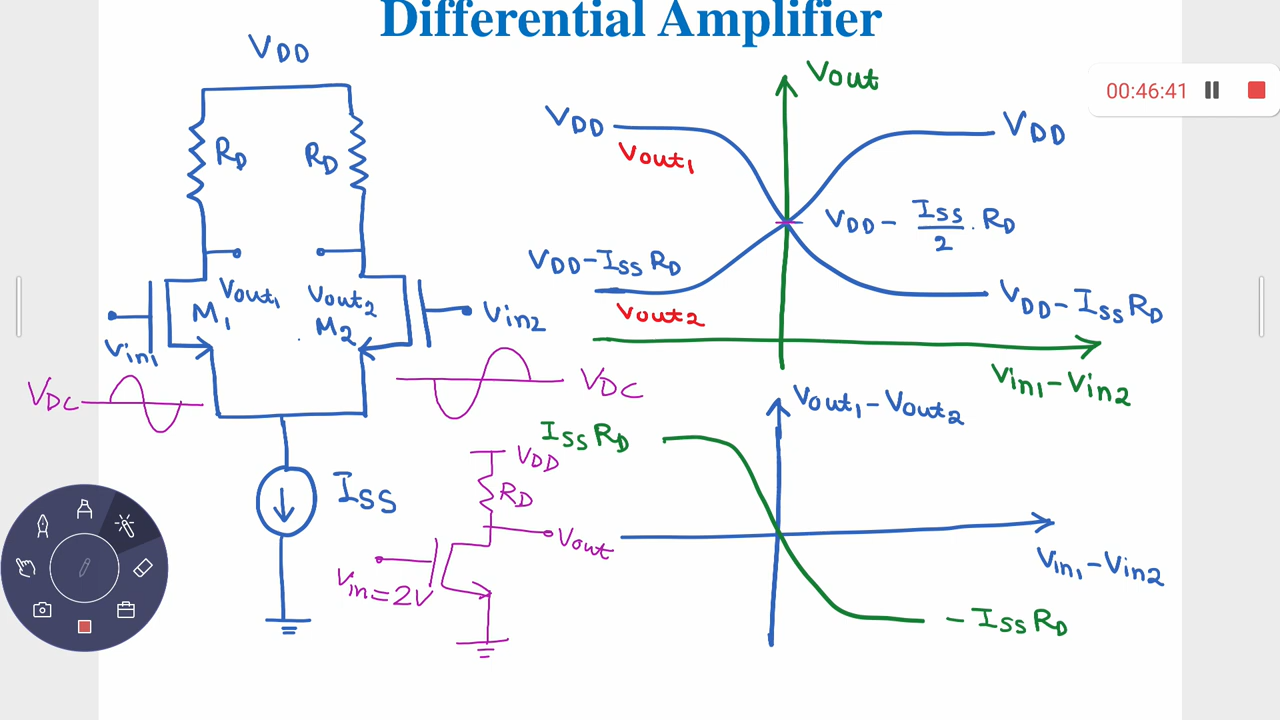 Differential Amplifier
VDD
RD
RD
Vout1
Vout2
M1
M2
Vin1
Vin2
VDC
VDC
ISS
VDD
RD
Vout
Vin=2V
00:46:41
Vout
VDD
VDD
Vout1
VDD - ISS/2 . RD
VDD-ISS RD
VDD-ISS RD
Vout2
Vin1-Vin2
Vout1-Vout2
ISS RD
Vin1-Vin2
- ISS RD